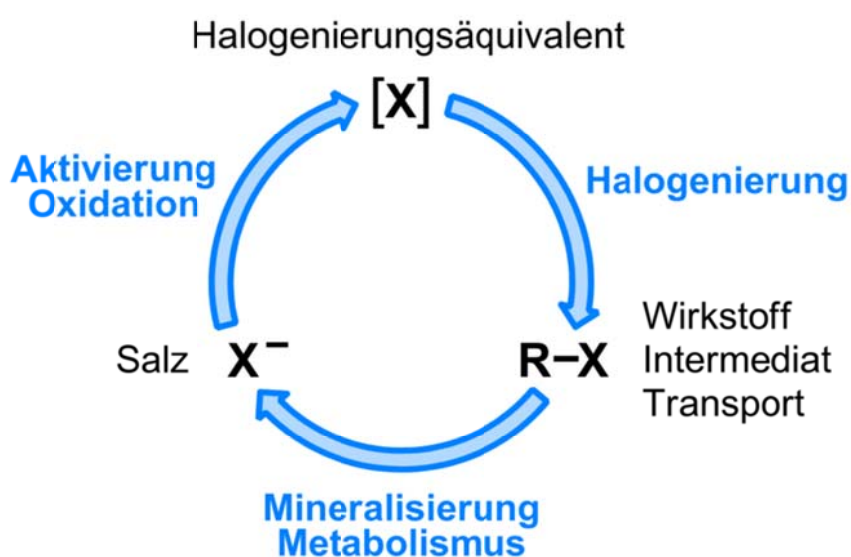 Halogenierungsäquivalent
[X]
Aktivierung
Oxidation
Halogenierung
Salz X⁻
R–X
Wirkstoff
Intermediat
Transport
Mineralisierung
Metabolismus